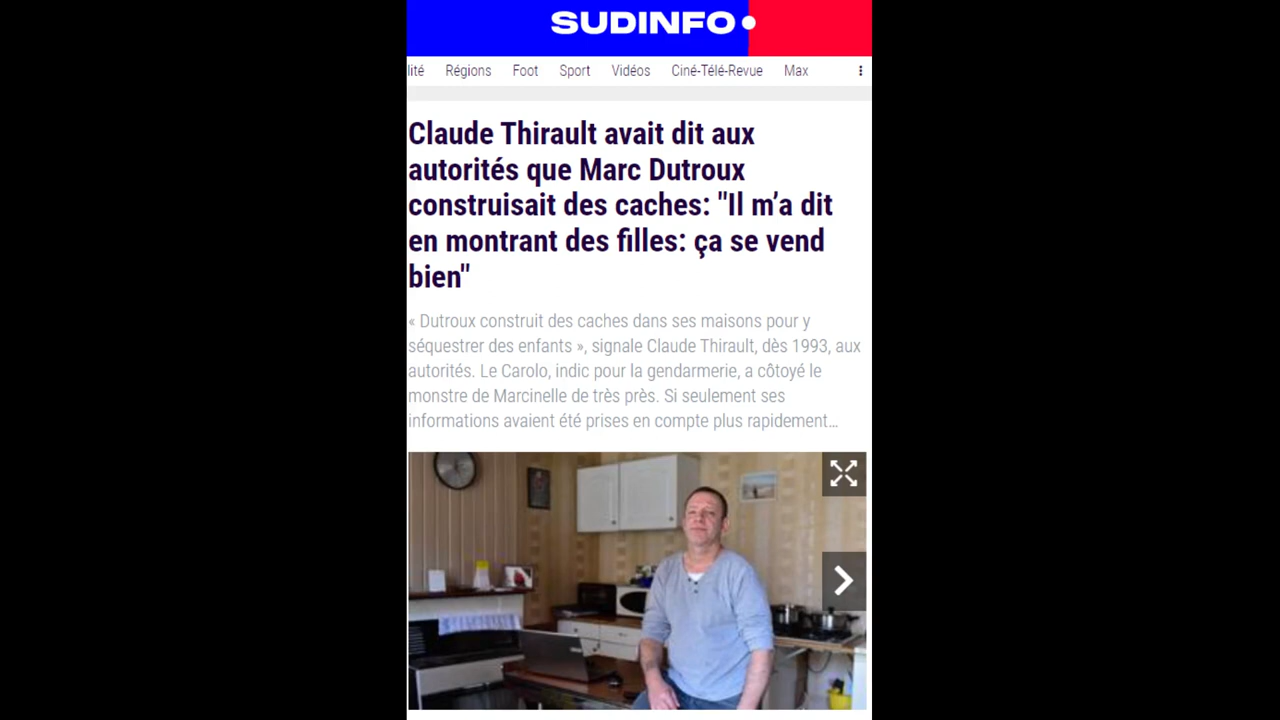 SUDINFO
lité Régions Foot Sport Vidéos Ciné-Télé-Revue Max
Claude Thirault avait dit aux
autorités que Marc Dutroux
construisait des caches: "Il m’a dit
en montrant des filles: ça se vend
bien"
« Dutroux construit des caches dans ses maisons pour y
séquestrer des enfants », signale Claude Thirault, dès 1993, aux
autorités. Le Carolo, indic pour la gendarmerie, a côtoyé le
monstre de Marcinelle de très près. Si seulement ses
informations avaient été prises en compte plus rapidement…